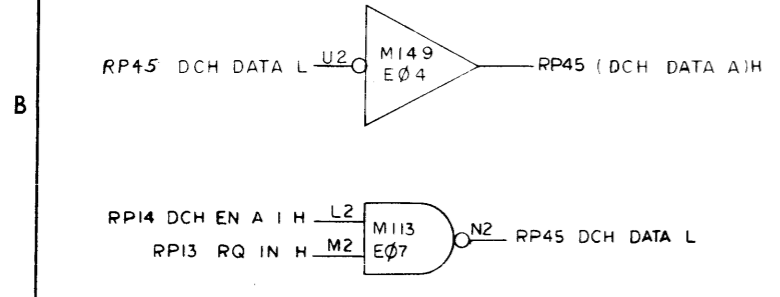 RP45 DCH DATA L U2 M149 RP45 (DCH DATA A)H
EØ4
B
RP14 DCH EN A 1 H L2 M113 N2 RP45 DCH DATA L
RP13 RQ IN H M2 EØ7